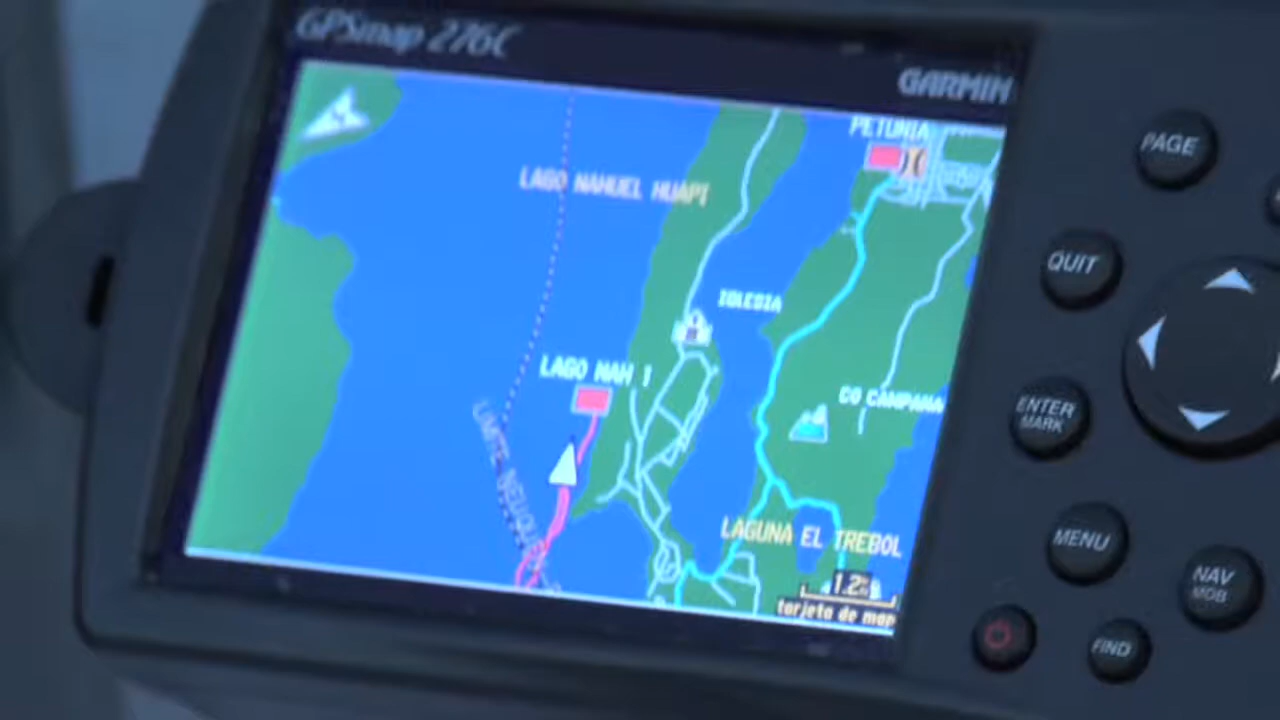 GPSmap 276C
GARMIN
PETUNIA
LAGO NAHUEL HUAPI
IGLESIA
LAGO NAH I
CO CAMPANA
LAGUNA EL TREBOL
1.2
tarjeta de map
PAGE
QUIT
ENTER
MARK
MENU
NAV
MOB
FIND